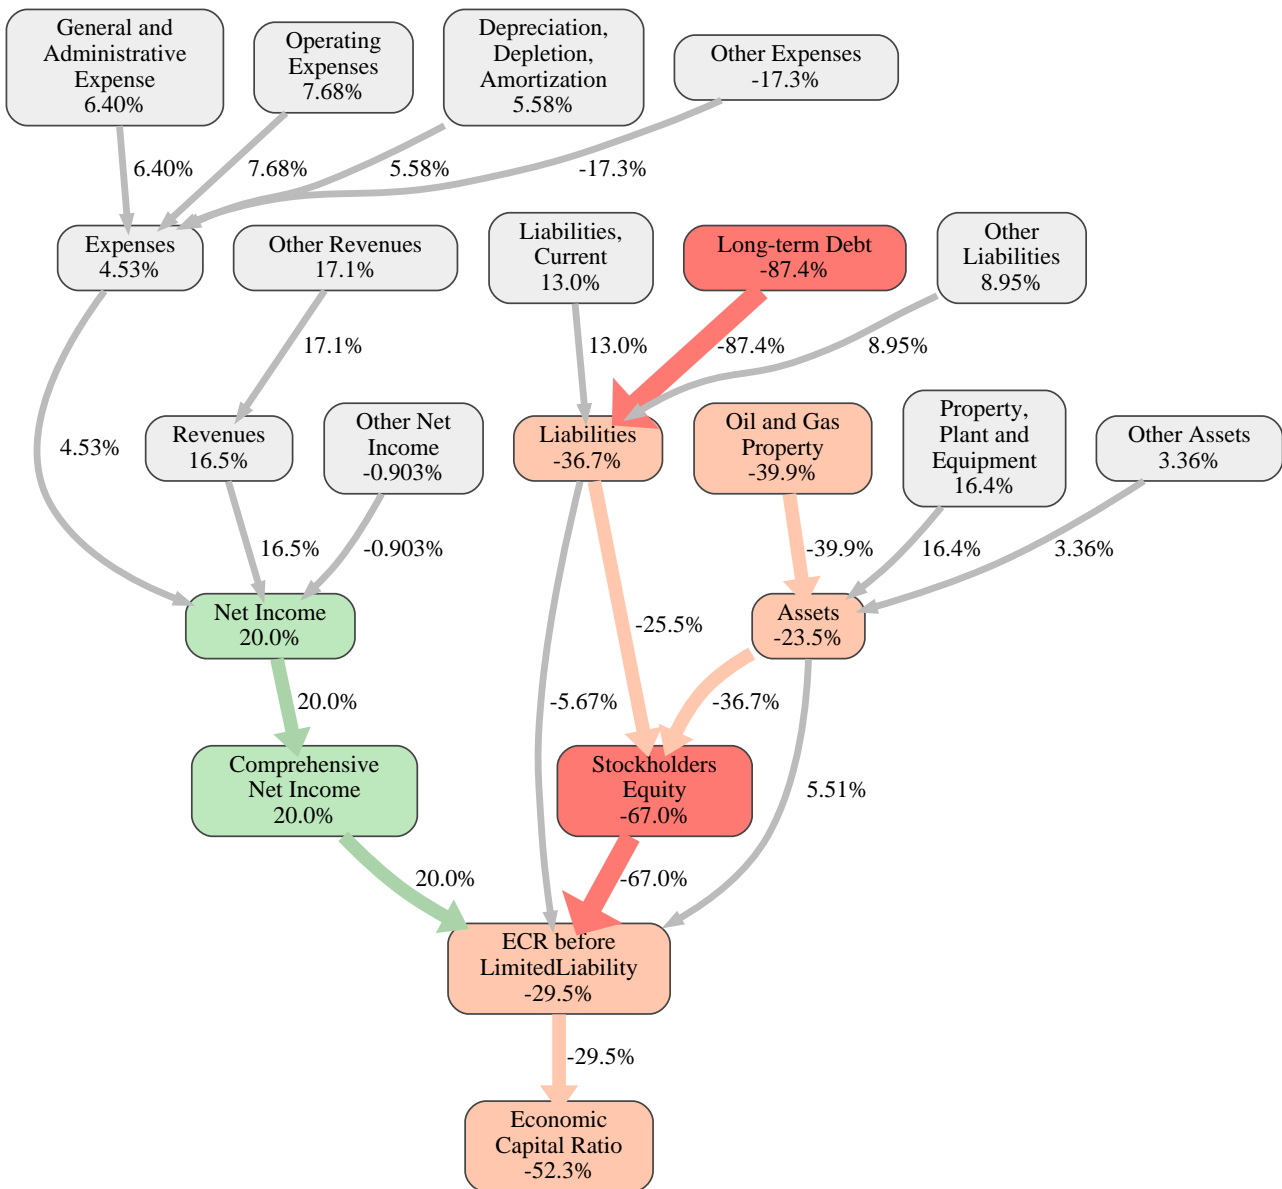 General and
Administrative
Expense
6.40%
Operating
Expenses
7.68%
Depreciation,
Depletion,
Amortization
5.58%
Other Expenses
-17.3%
6.40%
7.68%
5.58%
-17.3%
Expenses
4.53%
Other Revenues
17.1%
Liabilities,
Current
13.0%
Long-term Debt
-87.4%
Other
Liabilities
8.95%
17.1%
13.0%
-87.4%
8.95%
4.53%
Revenues
16.5%
Other Net
Income
-0.903%
Liabilities
-36.7%
Oil and Gas
Property
-39.9%
Property,
Plant and
Equipment
16.4%
Other Assets
3.36%
16.5%
-0.903%
-39.9%
16.4%
3.36%
Net Income
20.0%
-25.5%
Assets
-23.5%
20.0%
-5.67%
-36.7%
Comprehensive
Net Income
20.0%
Stockholders
Equity
-67.0%
5.51%
20.0%
-67.0%
ECR before
LimitedLiability
-29.5%
-29.5%
Economic
Capital Ratio
-52.3%